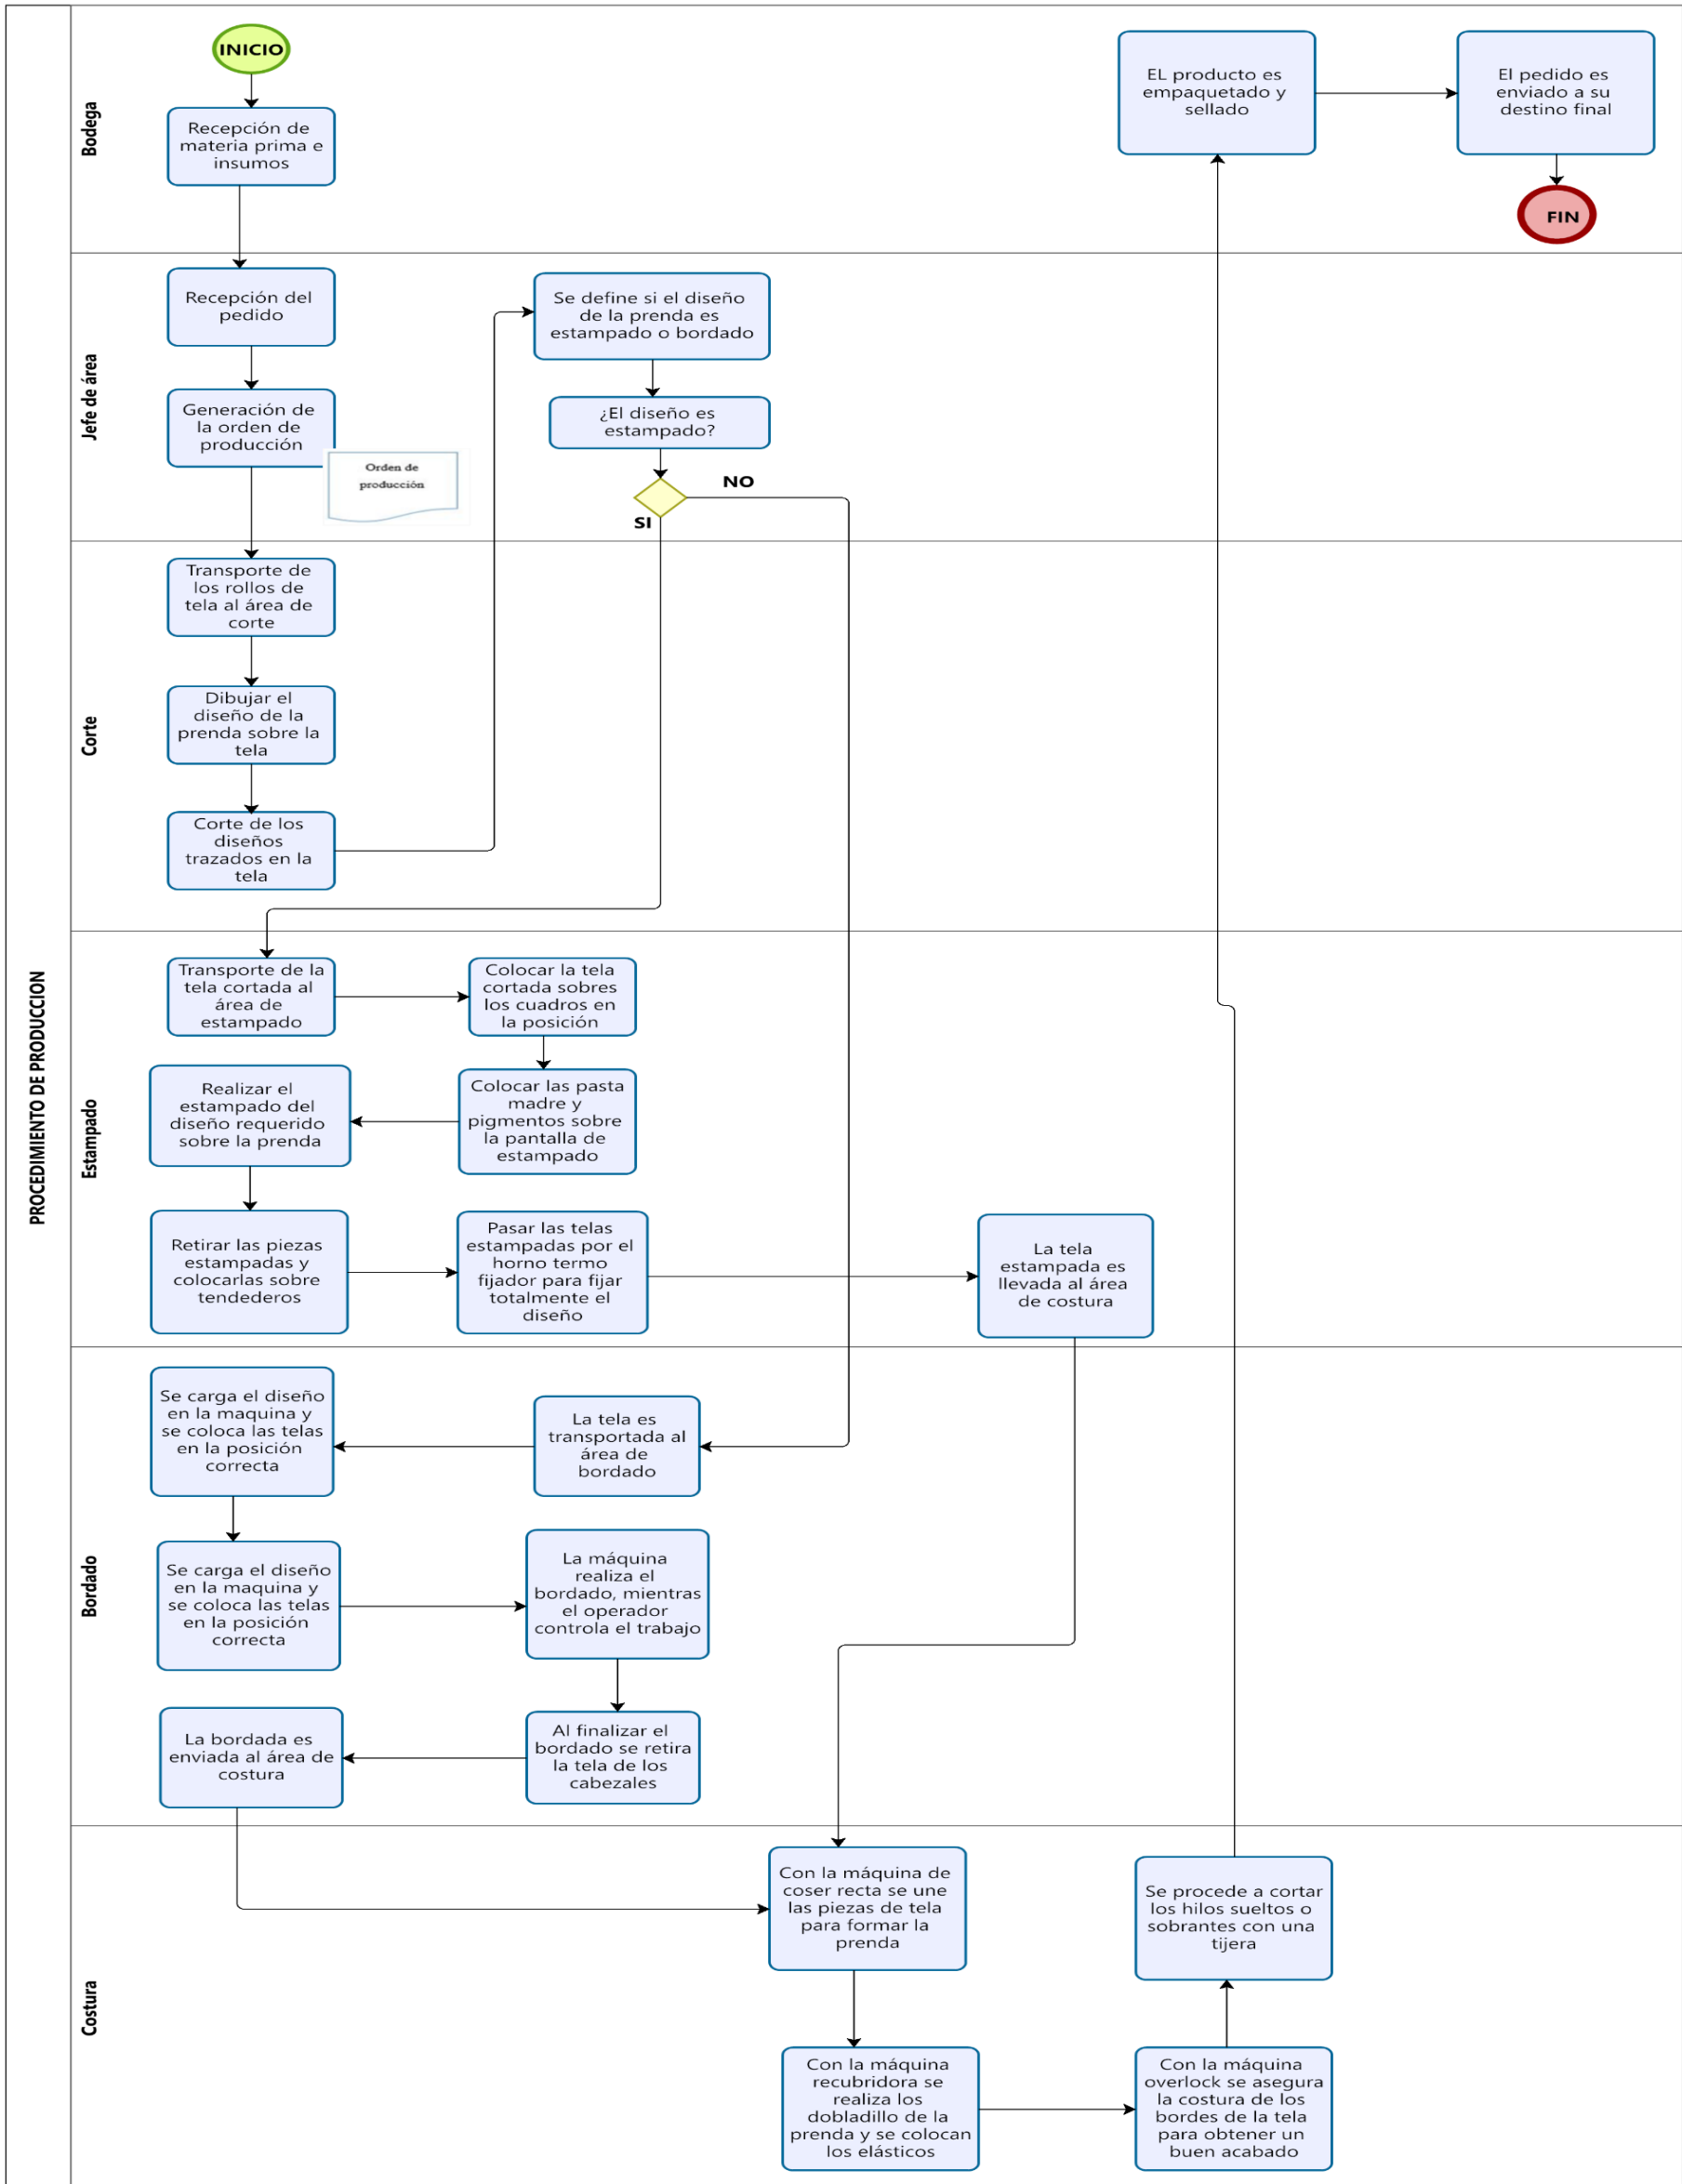 PROCEDIMIENTO DE PRODUCCION
Bodega
INICIO
Recepción de
materia prima e
insumos
EL producto es
empaquetado y
sellado
El pedido es
enviado a su
destino final
FIN
Jefe de área
Recepción del
pedido
Generación de
la orden de
producción
Orden de
producción
Se define si el diseño
de la prenda es
estampado o bordado
¿El diseño es
estampado?
NO
SI
Corte
Transporte de
los rollos de
tela al área de
corte
Dibujar el
diseño de la
prenda sobre la
tela
Corte de los
diseños
trazados en la
tela
Estampado
Transporte de la
tela cortada al
área de
estampado
Colocar la tela
cortada sobres
los cuadros en
la posición
Colocar las pasta
madre y
pigmentos sobre
la pantalla de
estampado
Realizar el
estampado del
diseño requerido
sobre la prenda
Retirar las piezas
estampadas y
colocarlas sobre
tendederos
Pasar las telas
estampadas por el
horno termo
fijador para fijar
totalmente el
diseño
La tela
estampada es
llevada al área
de costura
Bordado
La tela es
transportada al
área de
bordado
Se carga el diseño
en la maquina y
se coloca las telas
en la posición
correcta
Se carga el diseño
en la maquina y
se coloca las telas
en la posición
correcta
La máquina
realiza el
bordado, mientras
el operador
controla el trabajo
Al finalizar el
bordado se retira
la tela de los
cabezales
La bordada es
enviada al área de
costura
Costura
Con la máquina de
coser recta se une
las piezas de tela
para formar la
prenda
Con la máquina
recubridora se
realiza los
dobladillo de la
prenda y se colocan
los elásticos
Con la máquina
overlock se asegura
la costura de los
bordes de la tela
para obtener un
buen acabado
Se procede a cortar
los hilos sueltos o
sobrantes con una
tijera